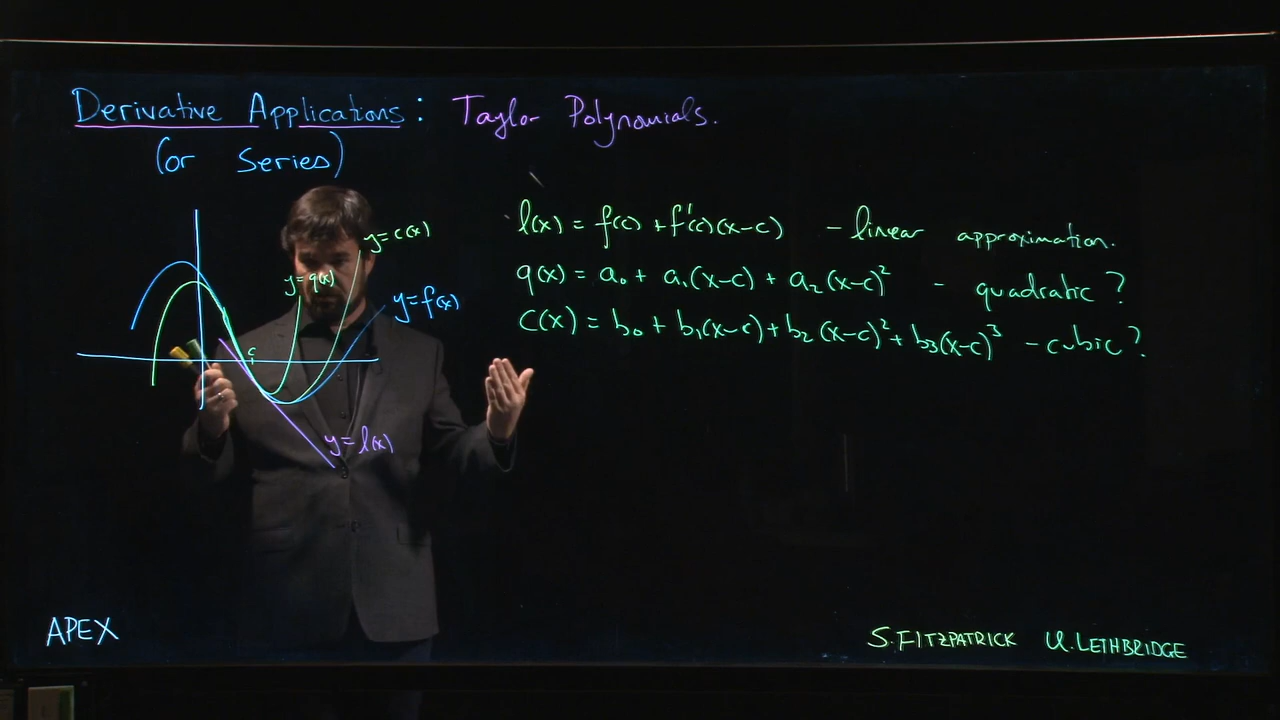 Derivative Applications: Taylor Polynomials.
(or Series)
l(x) = f(c) + f'(c)(x-c) - linear approximation.
q(x) = a₀ + a₁(x-c) + a₂(x-c)² - quadratic ?
c(x) = b₀ + b₁(x-c) + b₂(x-c)² + b₃(x-c)³ - cubic ?.
y=c(x)
y=q(x)
y=f(x)
c
y=l(x)
APEX
S. FITZPATRICK U. LETHBRIDGE